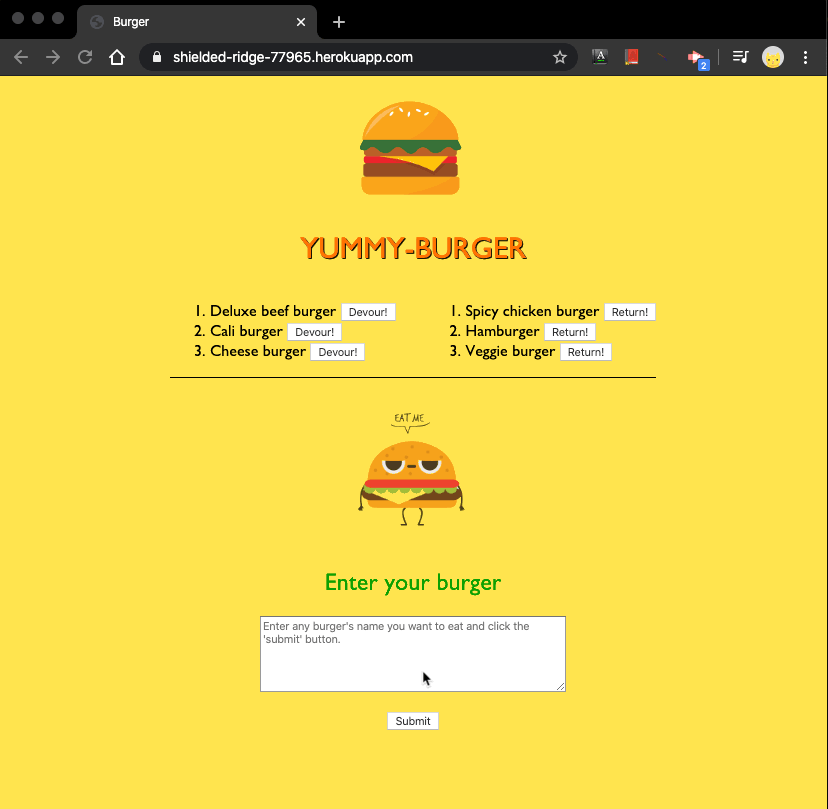 Burger
shielded-ridge-77965.herokuapp.com
A
2
YUMMY-BURGER
1. Deluxe beef burger Devour!
2. Cali burger Devour!
3. Cheese burger Devour!
1. Spicy chicken burger Return!
2. Hamburger Return!
3. Veggie burger Return!
EAT ME
Enter your burger
Enter any burger's name you want to eat and click the
'submit' button.
Submit